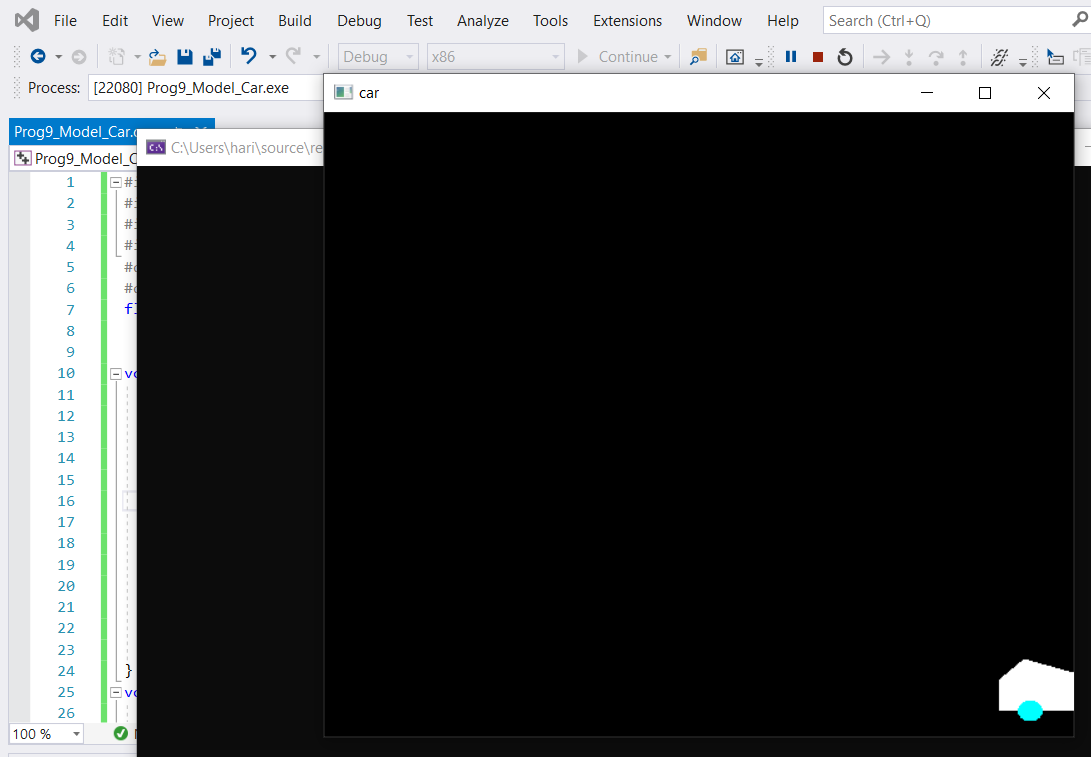 File Edit View Project Build Debug Test Analyze Tools Extensions Window Help Search (Ctrl+Q)
Debug x86 Continue
Process: [22080] Prog9_Model_Car.exe
car
Prog9_Model_Car.c
C:\Users\hari\source\re
Prog9_Model_C
1 #i
2 #i
3 #i
4 #i
5 #d
6 #d
7 fl
8
9
10 vo
11
12
13
14
15
16
17
18
19
20
21
22
23
24 }
25 vo
26
100 %